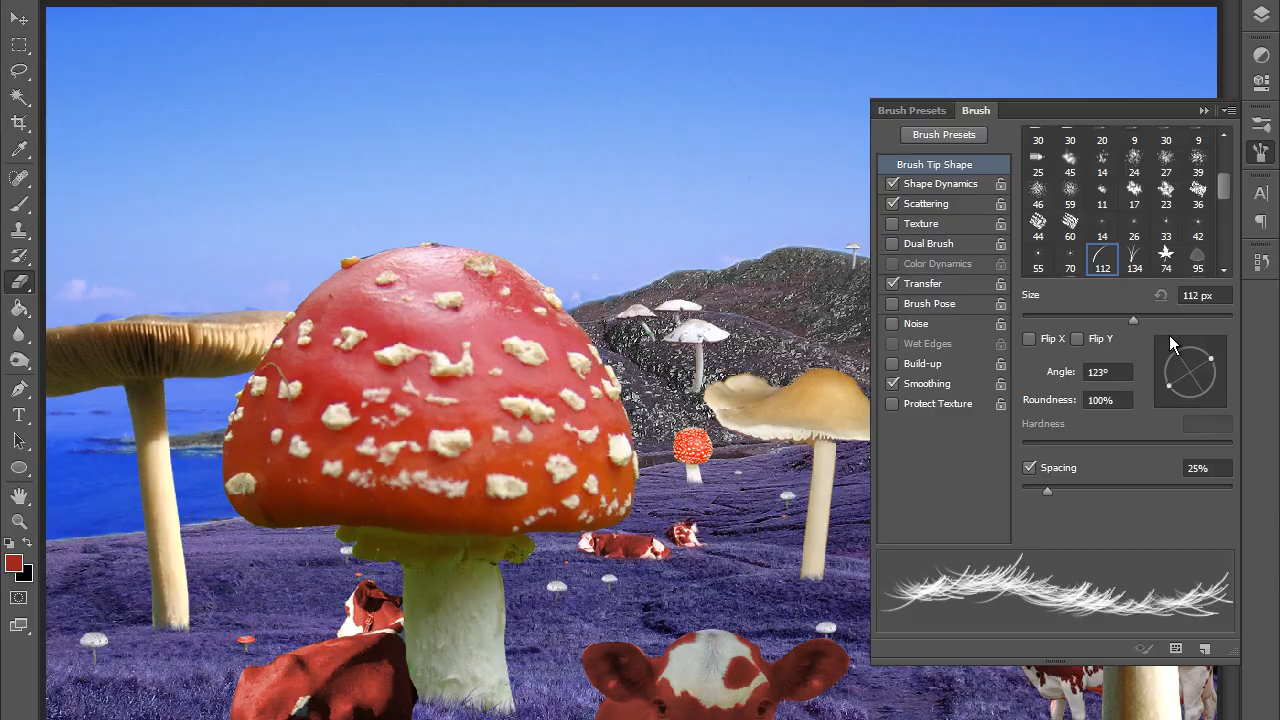 Brush Presets Brush
Brush Presets
Brush Tip Shape
Shape Dynamics
Scattering
Texture
Dual Brush
Color Dynamics
Transfer
Brush Pose
Noise
Wet Edges
Build-up
Smoothing
Protect Texture
30 30 20 9 30 9
25 45 14 24 27 39
46 59 11 17 23 36
44 60 14 26 33 42
55 70 112 134 74 95
Size 112 px
Flip X Flip Y
Angle: 123°
Roundness: 100%
Hardness
Spacing 25%
T
A